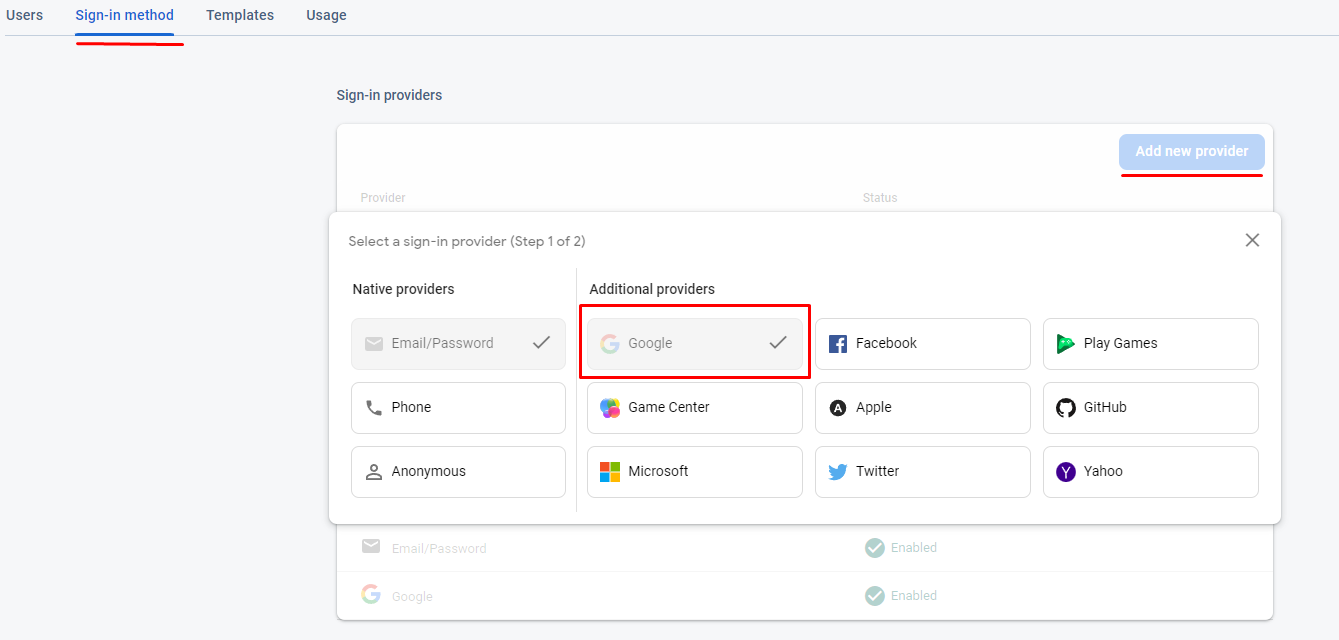 Users Sign-in method Templates Usage
Sign-in providers
Add new provider
Provider Status
Select a sign-in provider (Step 1 of 2)
Native providers Additional providers
Email/Password Google Facebook Play Games
Phone Game Center Apple GitHub
Anonymous Microsoft Twitter Yahoo
Email/Password Enabled
Google Enabled